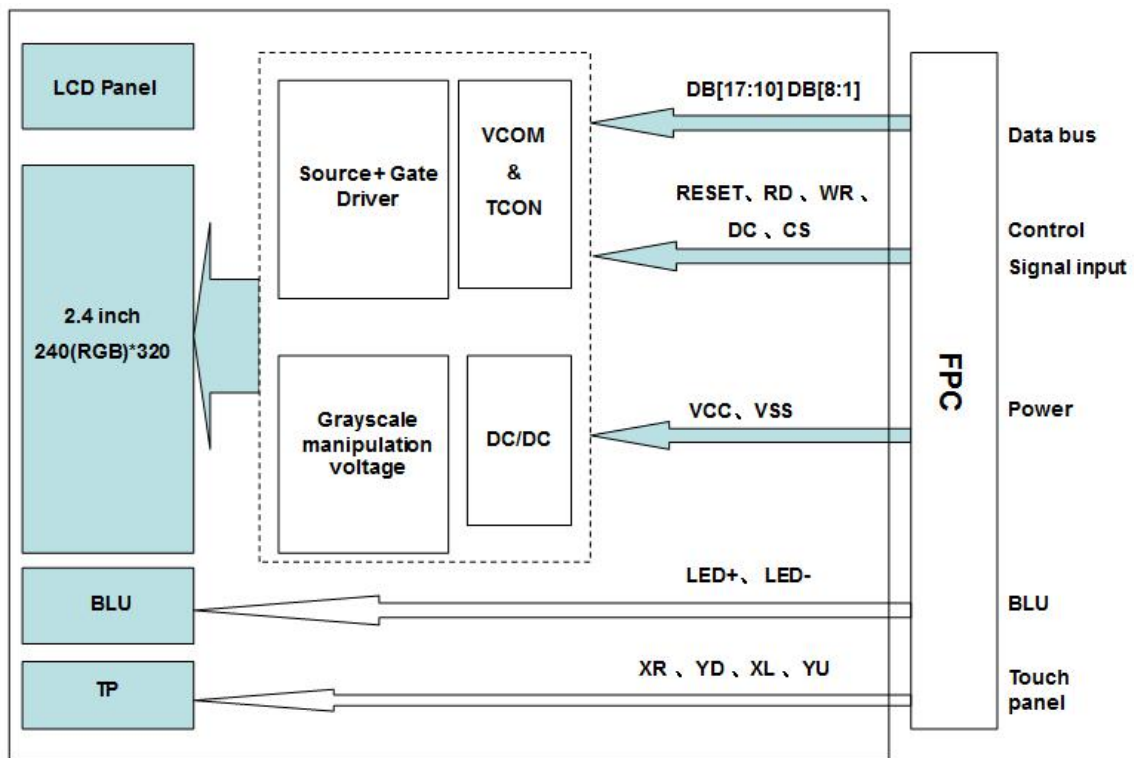 LCD Panel
2.4 inch
240(RGB)*320
BLU
TP
Source+ Gate
Driver
VCOM
&
TCON
Grayscale
manipulation
voltage
DC/DC
DB[17:10] DB[8:1]
RESET、RD 、WR 、
DC 、CS
VCC、VSS
LED+、 LED-
XR 、YD 、XL 、YU
FPC
Data bus
Control
Signal input
Power
BLU
Touch
panel